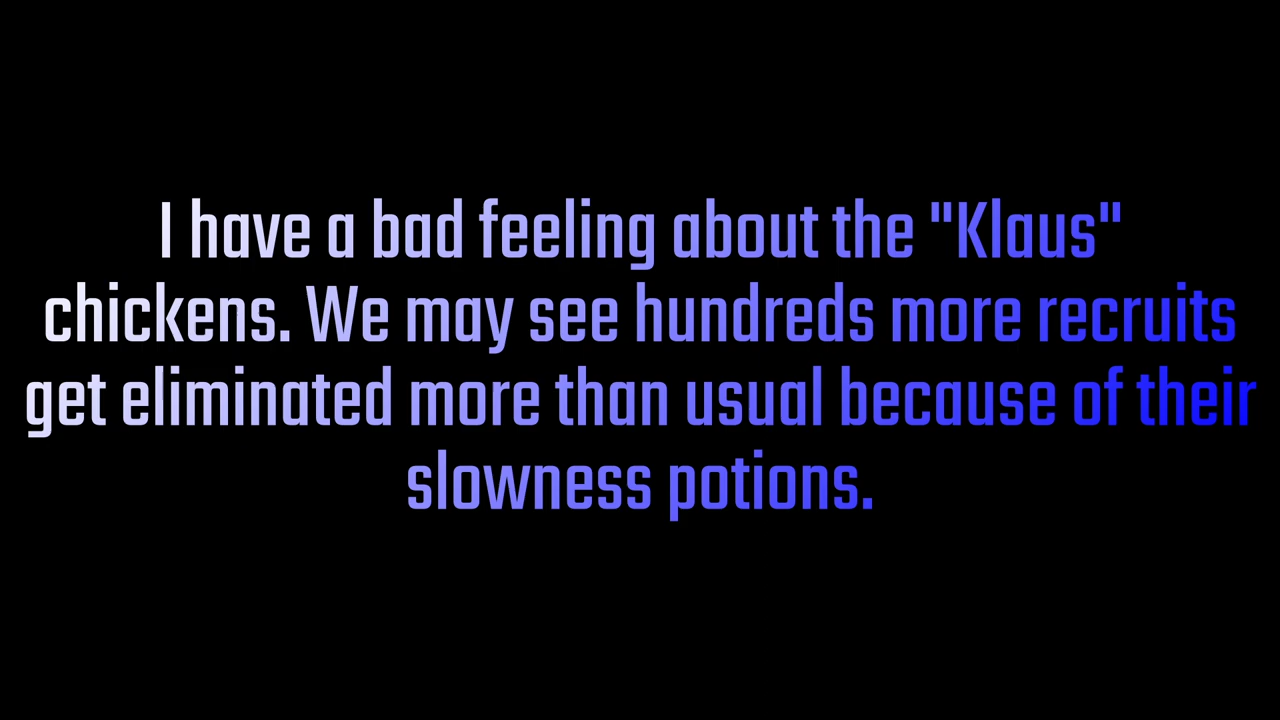 I have a bad feeling about the "Klaus"
chickens. We may see hundreds more recruits
get eliminated more than usual because of their
slowness potions.